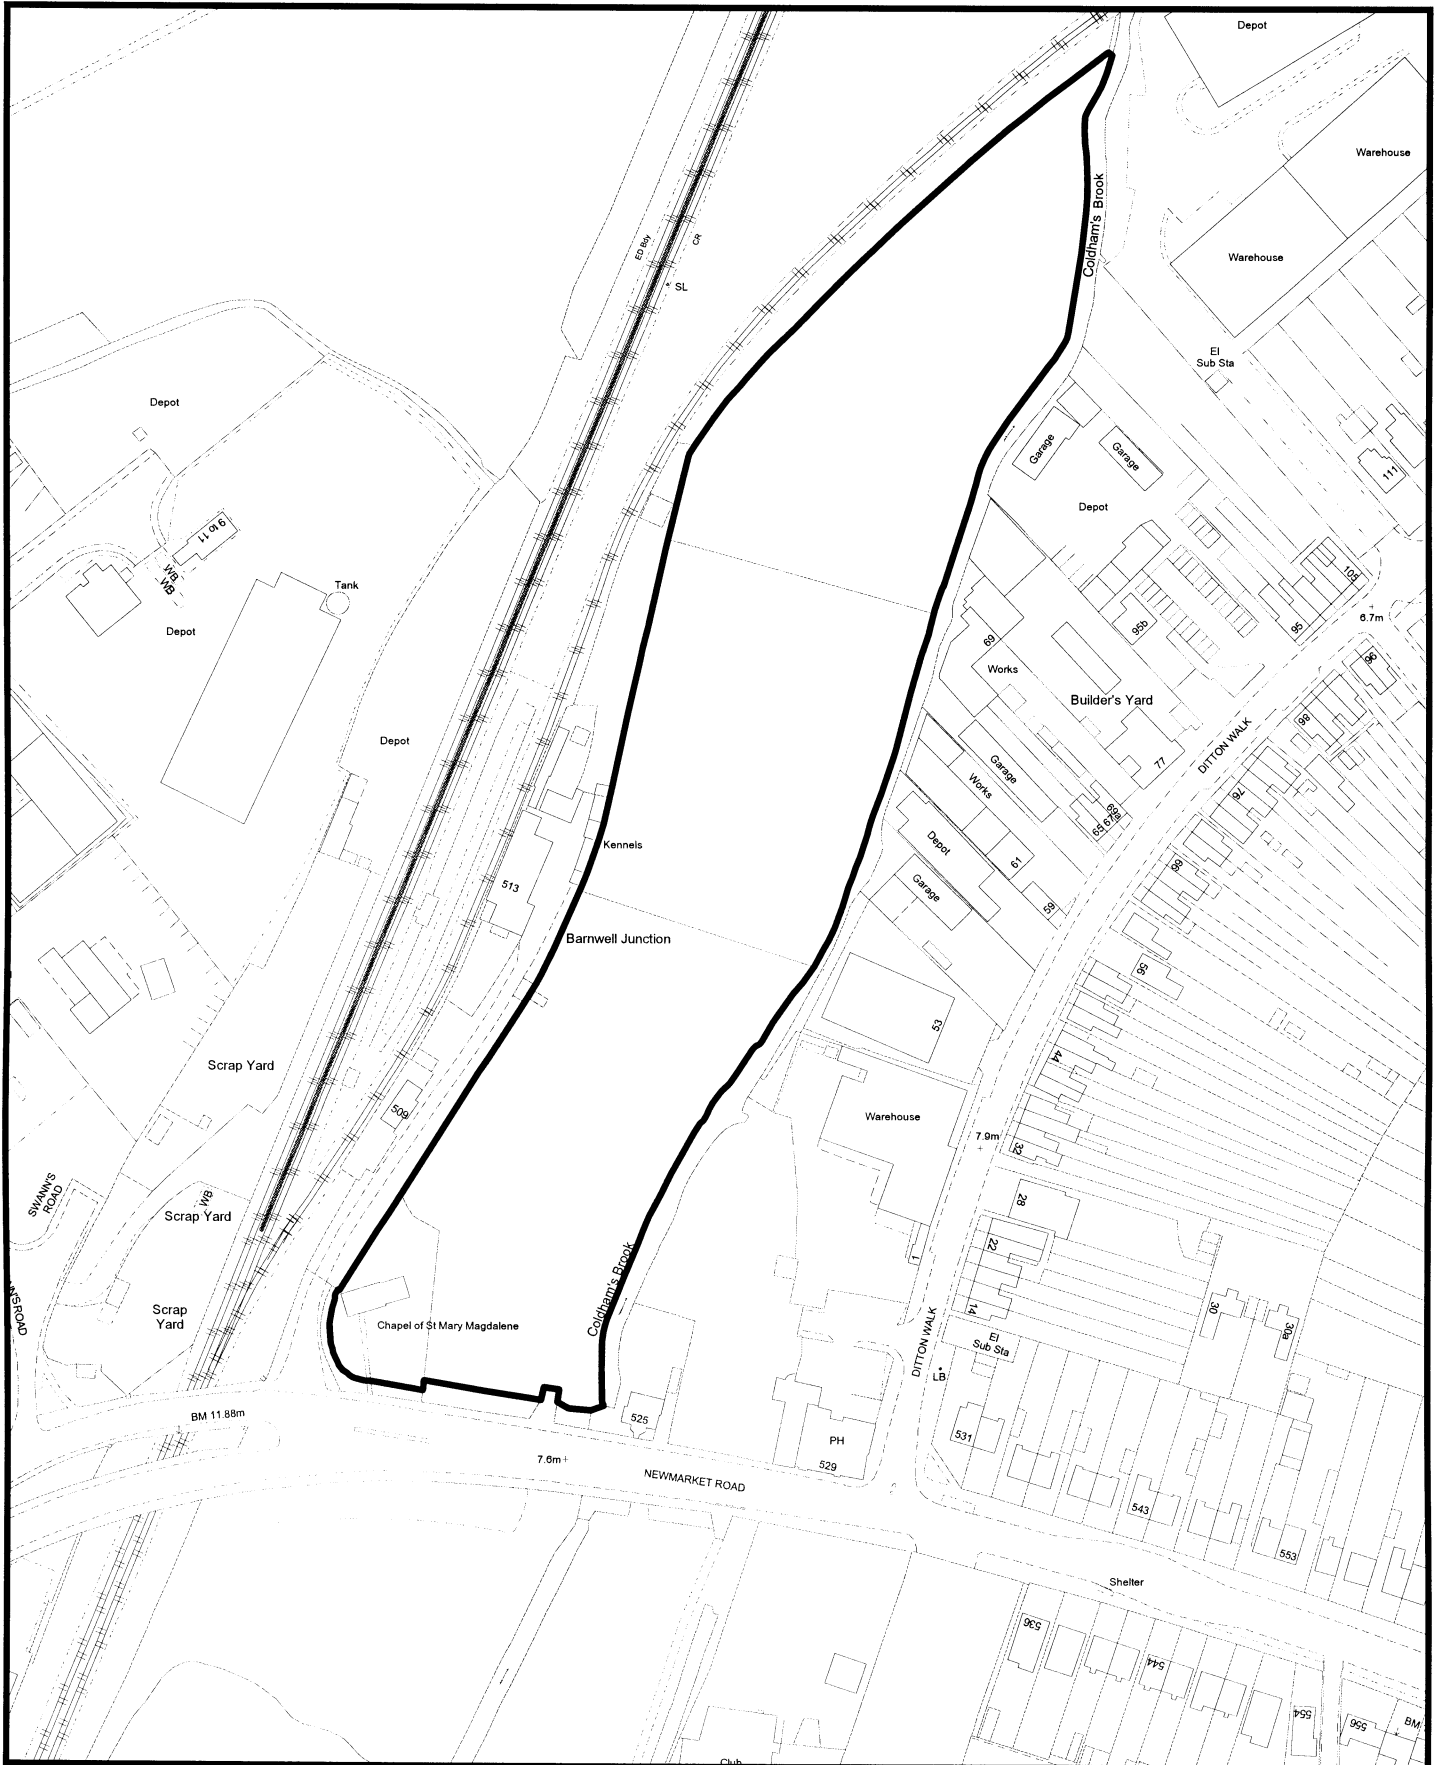 Depot
Warehouse
Coldham's Brook
Warehouse
ED Bdy
CR
SL
El
Sub Sta
Depot
Garage
Garage
111
Depot
9 to 11
WB
WB
Tank
105
95b
95
6.7m
Depot
69
Works
96
Builder's Yard
86
DITTON WALK
Depot
77
Garage
Works
76
69a
67
65
Kennels
Depot
61
66
513
Garage
59
Barnwell Junction
56
53
44
Scrap Yard
509
Warehouse
7.9m
32
SWANN'S
ROAD
WB
Scrap Yard
28
22
1
Coldham's Brook
30
30a
14
Scrap
Yard
Chapel of St Mary Magdalene
El
Sub Sta
DITTON WALK
LB
BM 11.88m
525
PH
531
7.6m
529
NEWMARKET ROAD
543
553
Shelter
536
544
554
556
BM
Club